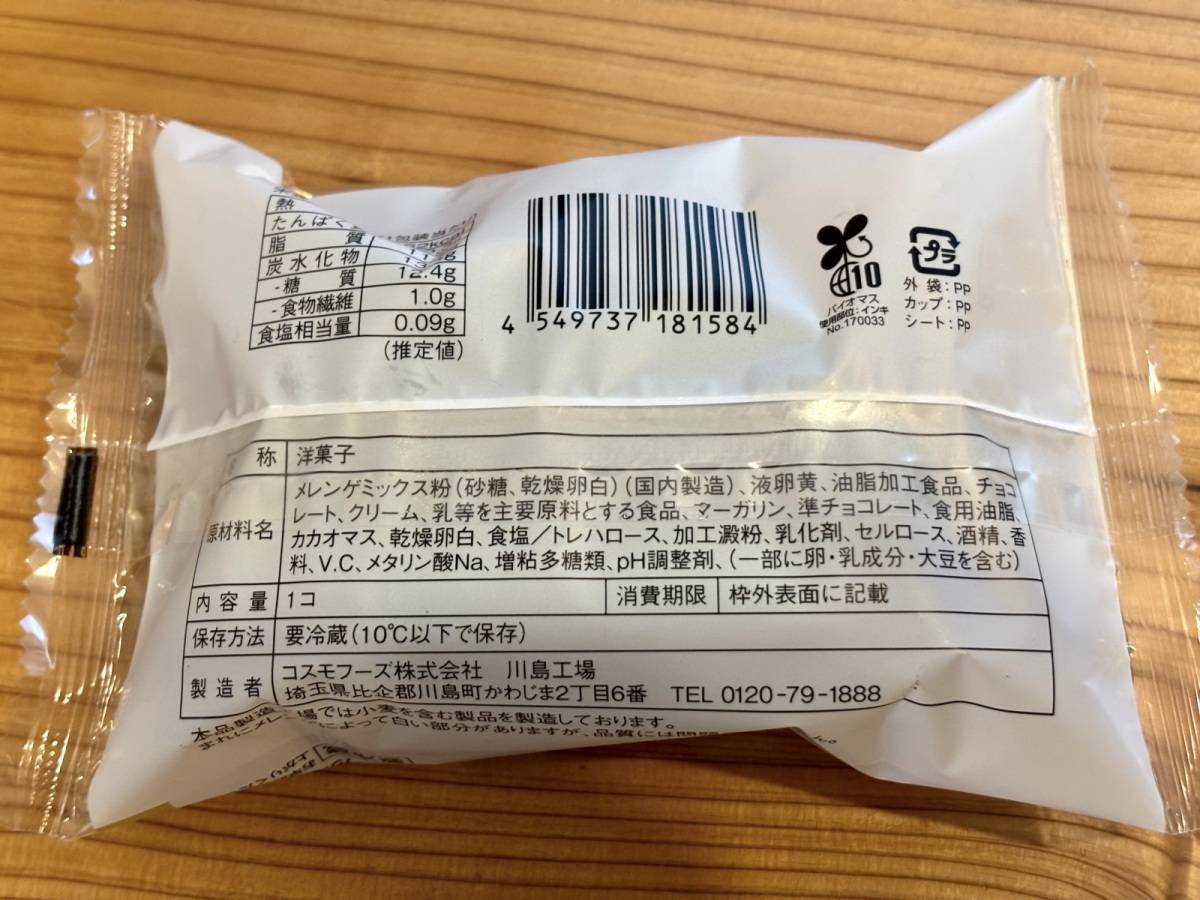 熱
たんぱく
脂 質
炭水化物
-糖 質 12.4g
-食物繊維 1.0g
食塩相当量 0.09g
(推定値)
4 549737 181584
10
バイオマス
使用部位:インキ
No.170033
プラ
外 袋:PP
カップ:PP
シート:PP
称 洋菓子
原材料名 メレンゲミックス粉(砂糖、乾燥卵白)(国内製造)、液卵黄、油脂加工食品、チョコ
レート、クリーム、乳等を主要原料とする食品、マーガリン、準チョコレート、食用油脂、
カカオマス、乾燥卵白、食塩/トレハロース、加工澱粉、乳化剤、セルロース、酒精、香
料、V.C、メタリン酸Na、増粘多糖類、pH調整剤、(一部に卵・乳成分・大豆を含む)
内容量 1コ 消費期限 枠外表面に記載
保存方法 要冷蔵(10℃以下で保存)
製造者 コスモフーズ株式会社 川島工場
埼玉県比企郡川島町かわじま2丁目6番 TEL 0120-79-1888
本品製造 場では小麦を含む製品を製造しております。
まれに によって白い部分がありますが、品質には